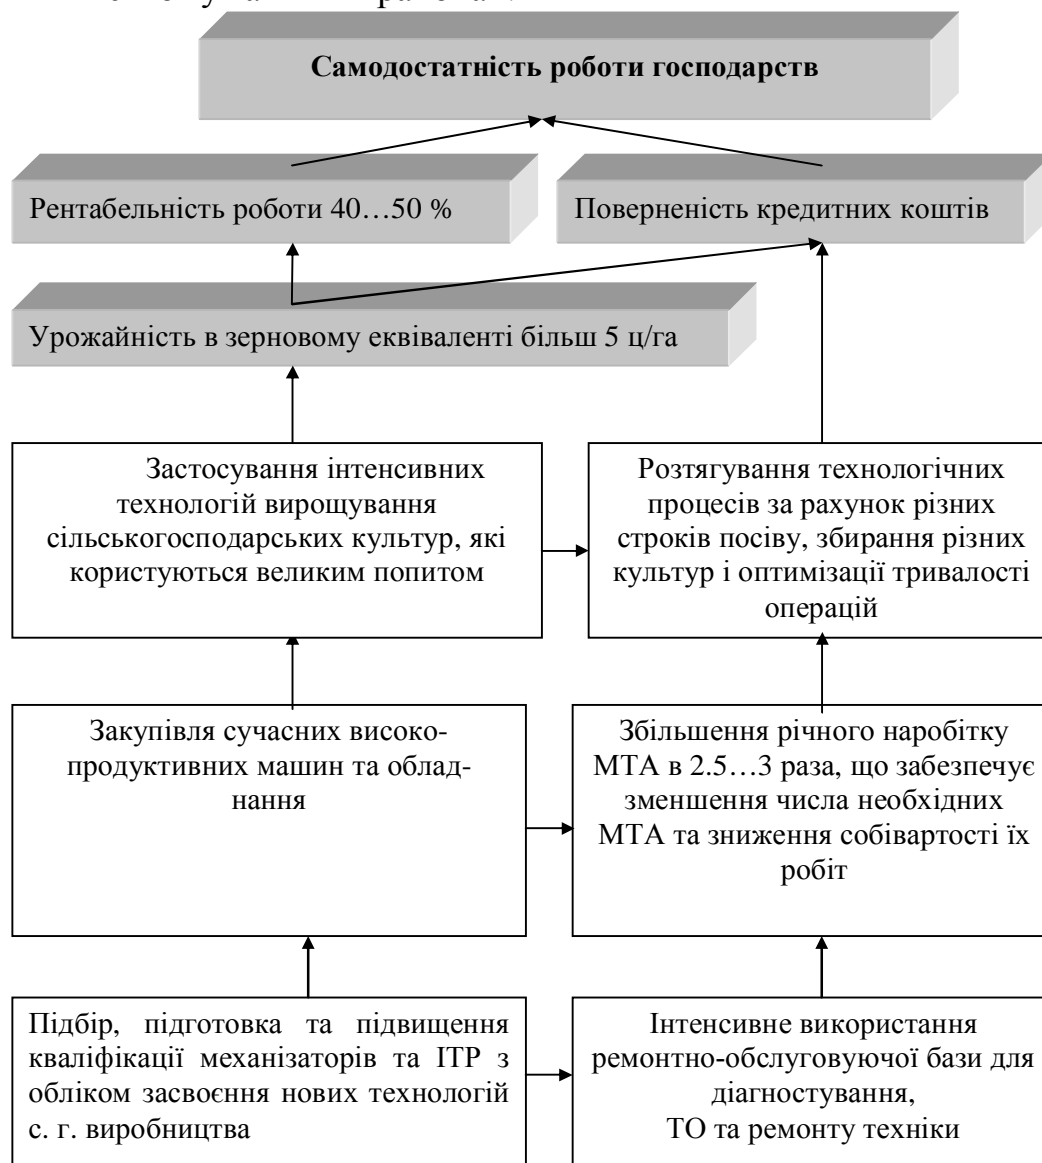 Самодостатність роботи господарств
Рентабельність роботи 40…50 %
Поверненість кредитних коштів
Урожайність в зерновому еквіваленті більш 5 ц/га
Застосування інтенсивних
технологій вирощування
сільськогосподарських культур, які
користуються великим попитом
Розтягування технологічних
процесів за рахунок різних
строків посіву, збирання різних
культур і оптимізації тривалості
операцій
Закупівля сучасних високо-
продуктивних машин та облад-
нання
Збільшення річного наробітку
МТА в 2.5…3 раза, що забезпечує
зменшення числа необхідних
МТА та зниження собівартості їх
робіт
Підбір, підготовка та підвищення
кваліфікації механізаторів та ІТР з
обліком засвоєння нових технологій
с. г. виробництва
Інтенсивне використання
ремонтно-обслуговуючої бази для
діагностування,
ТО та ремонту техніки